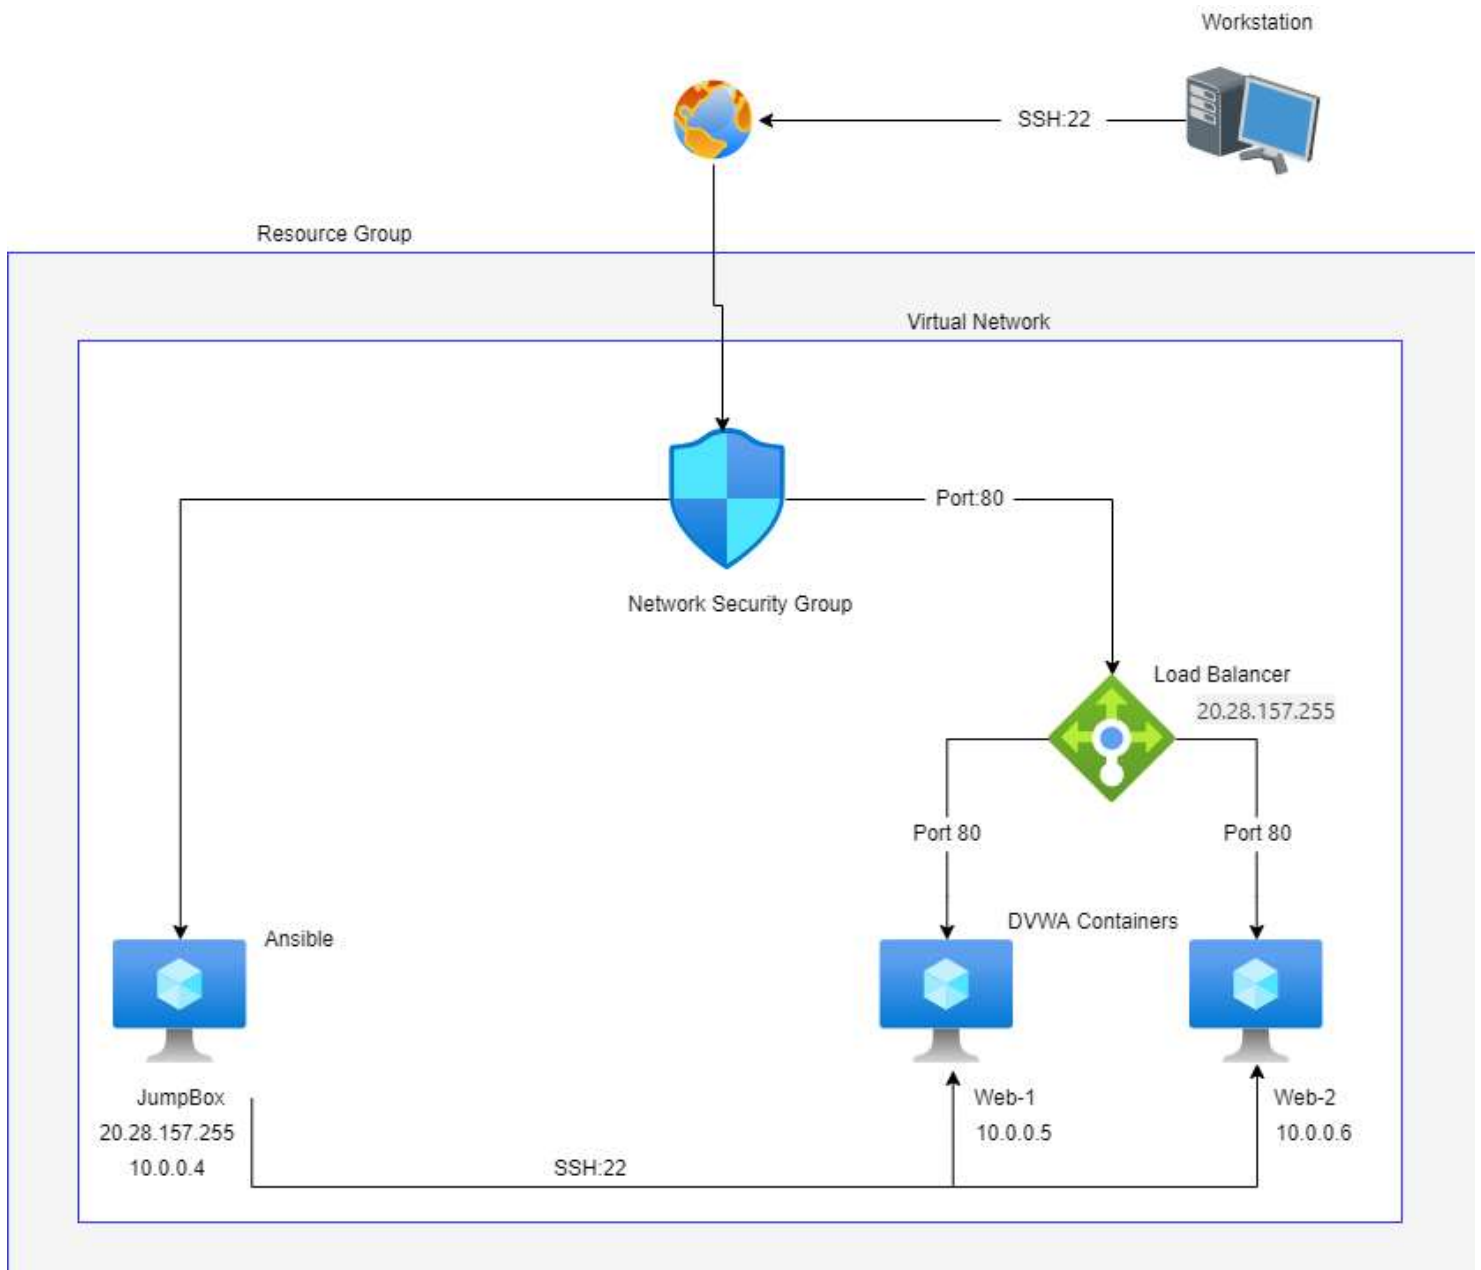 Workstation
SSH:22
Resource Group
Virtual Network
Port:80
Network Security Group
Load Balancer
20.28.157.255
Port 80
Port 80
DVWA Containers
Ansible
JumpBox
20.28.157.255
10.0.0.4
SSH:22
Web-1
10.0.0.5
Web-2
10.0.0.6